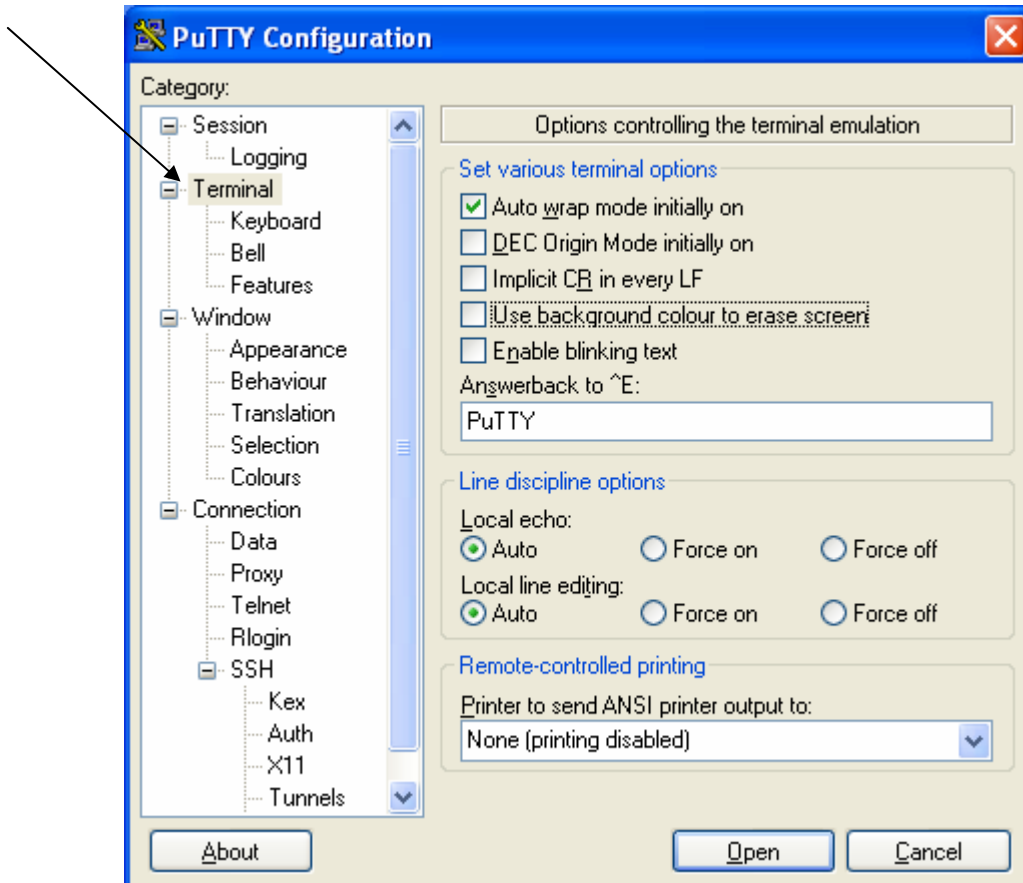 PuTTY Configuration
Category:
Session
Logging
Terminal
Keyboard
Bell
Features
Window
Appearance
Behaviour
Translation
Selection
Colours
Connection
Data
Proxy
Telnet
Rlogin
SSH
Kex
Auth
X11
Tunnels
Options controlling the terminal emulation
Set various terminal options
Auto wrap mode initially on
DEC Origin Mode initially on
Implicit CR in every LF
Use background colour to erase screen
Enable blinking text
Answerback to ^E:
PuTTY
Line discipline options
Local echo:
Auto Force on Force off
Local line editing:
Auto Force on Force off
Remote-controlled printing
Printer to send ANSI printer output to:
None (printing disabled)
About Open Cancel